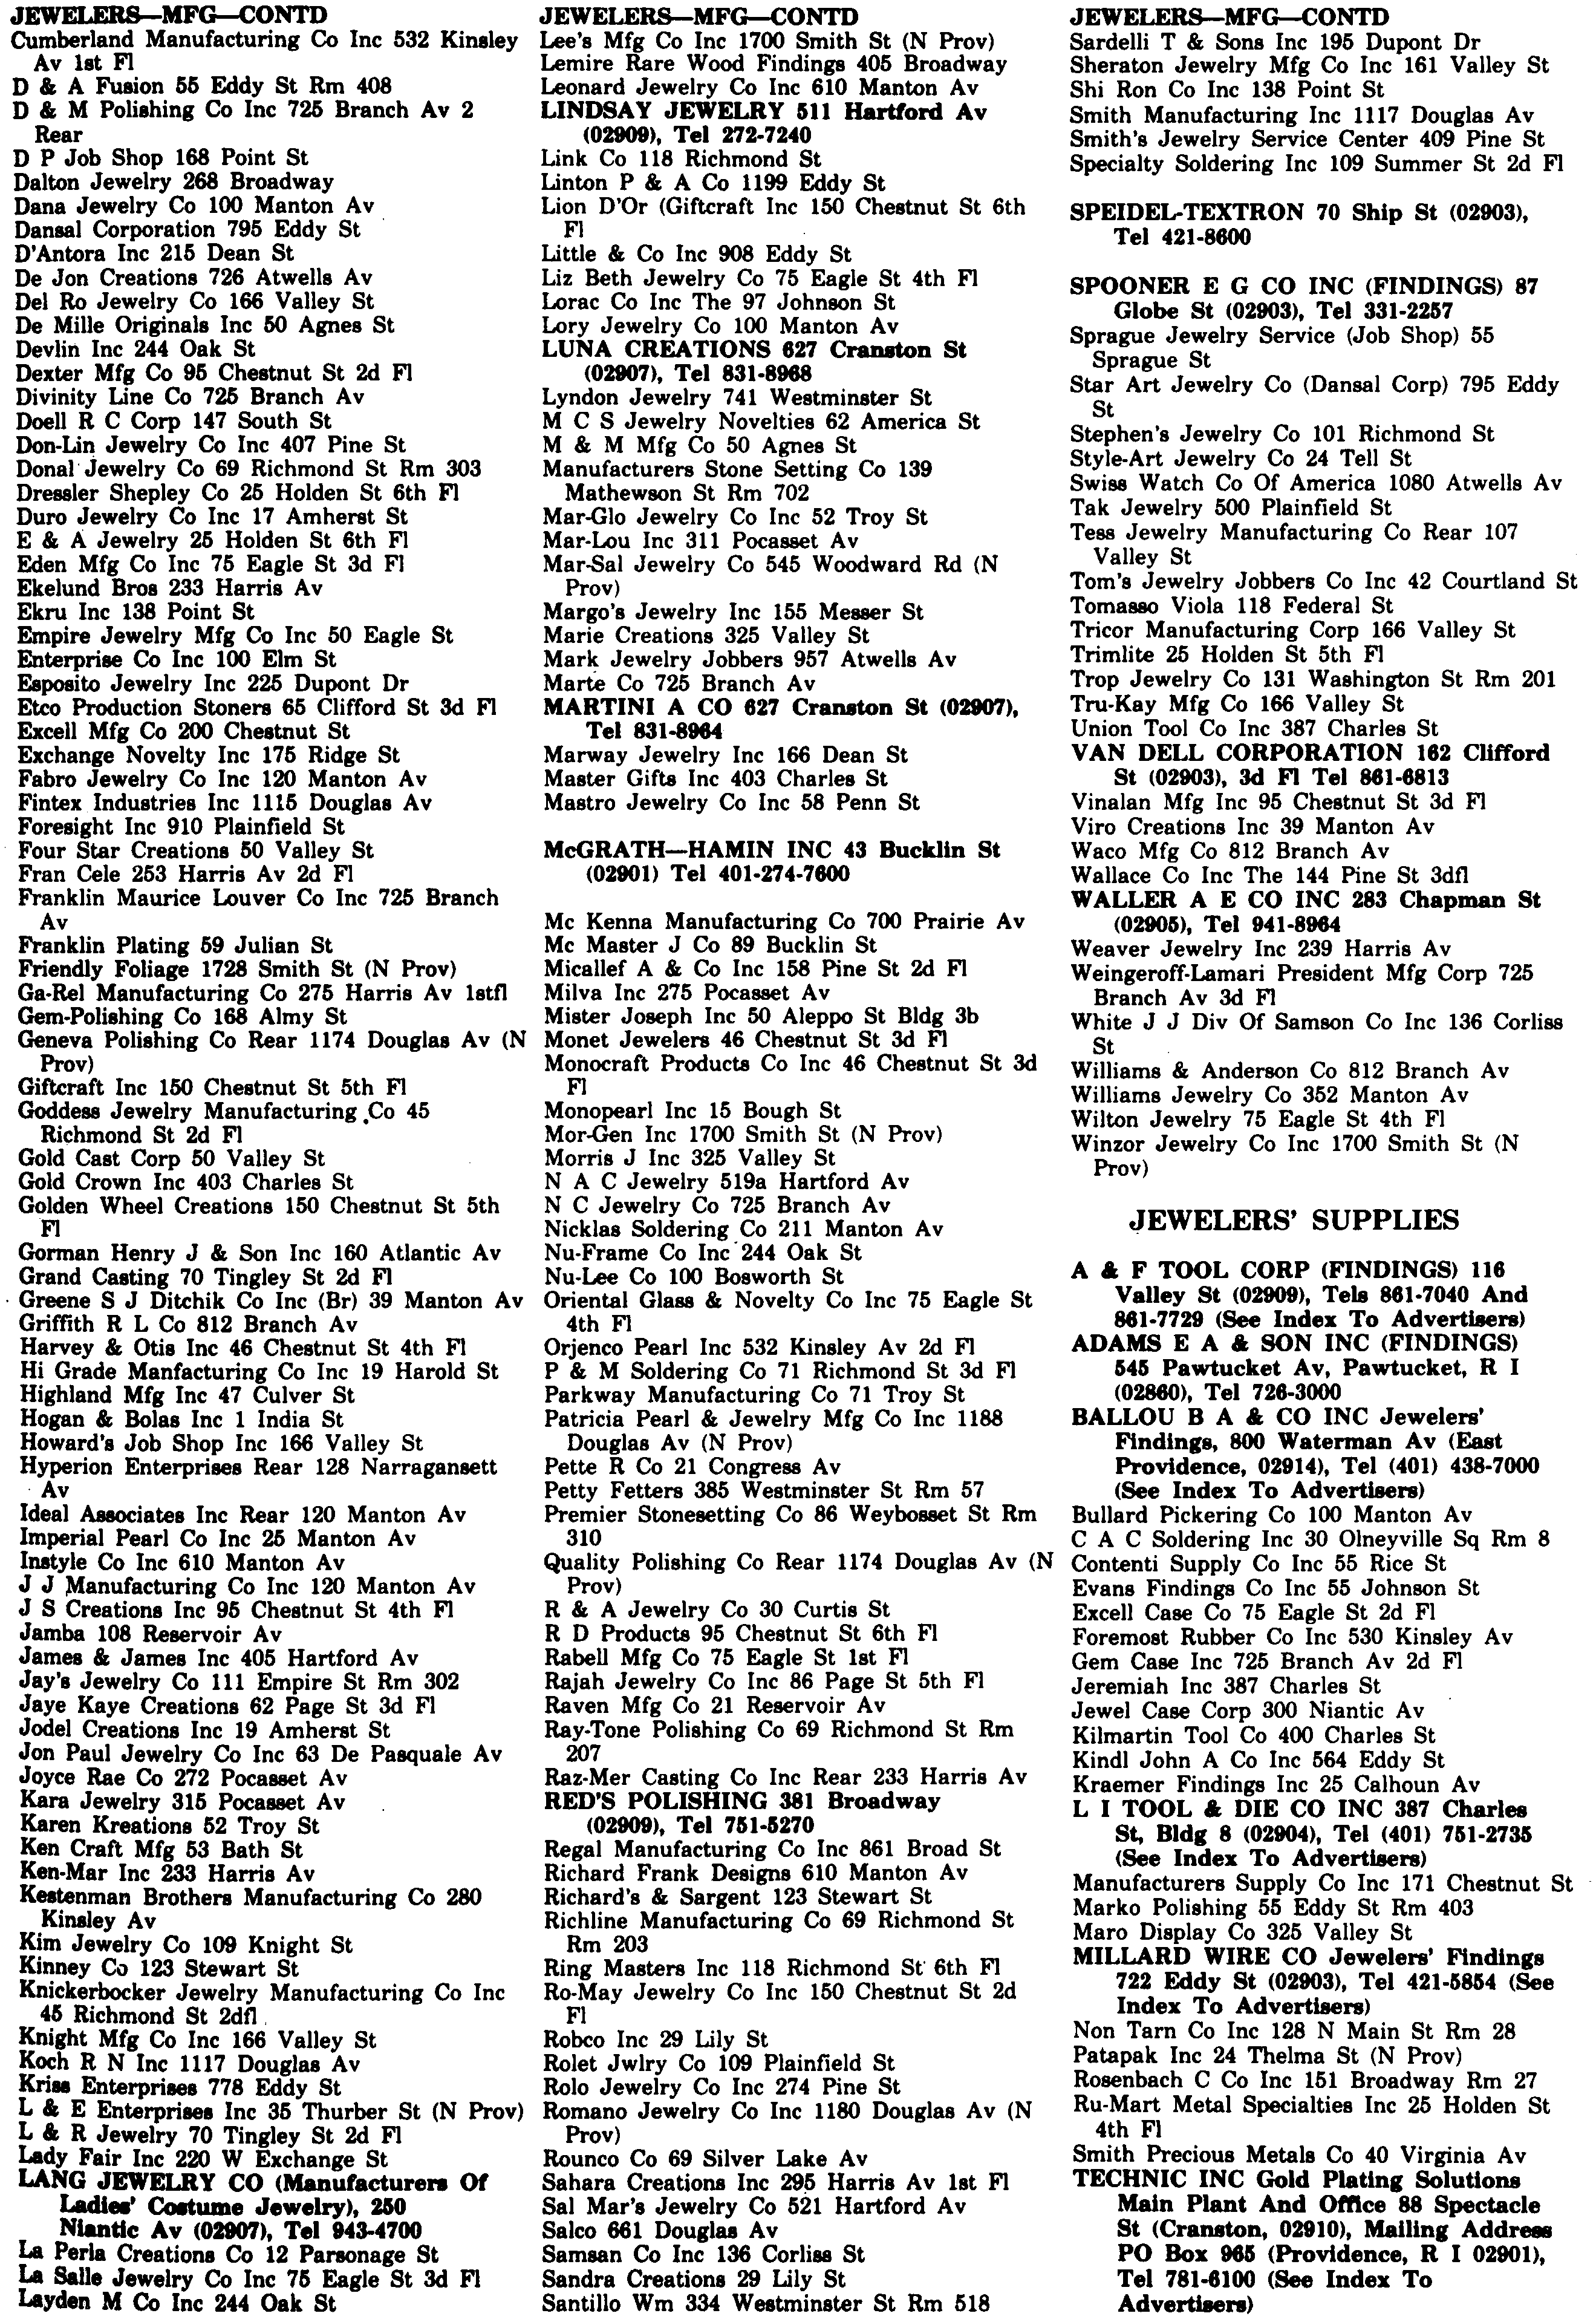 JEWELERS—MFG—CONTD
Cumberland Manufacturing Co Inc 532 Kinsley
Av 1st Fl
D & A Fusion 55 Eddy St Rm 408
D & M Polishing Co Inc 725 Branch Av 2
Rear
D P Job Shop 168 Point St
Dalton Jewelry 268 Broadway
Dana Jewelry Co 100 Manton Av
Dansal Corporation 795 Eddy St
D'Antora Inc 215 Dean St
De Jon Creations 726 Atwells Av
Del Ro Jewelry Co 166 Valley St
De Mille Originals Inc 50 Agnes St
Devlin Inc 244 Oak St
Dexter Mfg Co 95 Chestnut St 2d Fl
Divinity Line Co 725 Branch Av
Doell R C Corp 147 South St
Don-Lin Jewelry Co Inc 407 Pine St
Donal Jewelry Co 69 Richmond St Rm 303
Dressler Shepley Co 25 Holden St 6th Fl
Duro Jewelry Co Inc 17 Amherst St
E & A Jewelry 25 Holden St 6th Fl
Eden Mfg Co Inc 75 Eagle St 3d Fl
Ekelund Bros 233 Harris Av
Ekru Inc 138 Point St
Empire Jewelry Mfg Co Inc 50 Eagle St
Enterprise Co Inc 100 Elm St
Esposito Jewelry Inc 225 Dupont Dr
Etco Production Stoners 65 Clifford St 3d Fl
Excell Mfg Co 200 Chestnut St
Exchange Novelty Inc 175 Ridge St
Fabro Jewelry Co Inc 120 Manton Av
Fintex Industries Inc 1115 Douglas Av
Foresight Inc 910 Plainfield St
Four Star Creations 50 Valley St
Fran Cele 253 Harris Av 2d Fl
Franklin Maurice Louver Co Inc 725 Branch
Av
Franklin Plating 59 Julian St
Friendly Foliage 1728 Smith St (N Prov)
Ga-Rel Manufacturing Co 275 Harris Av 1stfl
Gem-Polishing Co 168 Almy St
Geneva Polishing Co Rear 1174 Douglas Av (N
Prov)
Giftcraft Inc 150 Chestnut St 5th Fl
Goddess Jewelry Manufacturing Co 45
Richmond St 2d Fl
Gold Cast Corp 50 Valley St
Gold Crown Inc 403 Charles St
Golden Wheel Creations 150 Chestnut St 5th
Fl
Gorman Henry J & Son Inc 160 Atlantic Av
Grand Casting 70 Tingley St 2d Fl
Greene S J Ditchik Co Inc (Br) 39 Manton Av
Griffith R L Co 812 Branch Av
Harvey & Otis Inc 46 Chestnut St 4th Fl
Hi Grade Manfacturing Co Inc 19 Harold St
Highland Mfg Inc 47 Culver St
Hogan & Bolas Inc 1 India St
Howard's Job Shop Inc 166 Valley St
Hyperion Enterprises Rear 128 Narragansett
Av
Ideal Associates Inc Rear 120 Manton Av
Imperial Pearl Co Inc 25 Manton Av
Instyle Co Inc 610 Manton Av
J J Manufacturing Co Inc 120 Manton Av
J S Creations Inc 95 Chestnut St 4th Fl
Jamba 108 Reservoir Av
James & James Inc 405 Hartford Av
Jay's Jewelry Co 111 Empire St Rm 302
Jaye Kaye Creations 62 Page St 3d Fl
Jodel Creations Inc 19 Amherst St
Jon Paul Jewelry Co Inc 63 De Pasquale Av
Joyce Rae Co 272 Pocasset Av
Kara Jewelry 315 Pocasset Av
Karen Kreations 52 Troy St
Ken Craft Mfg 53 Bath St
Ken-Mar Inc 233 Harris Av
Kestenman Brothers Manufacturing Co 280
Kinsley Av
Kim Jewelry Co 109 Knight St
Kinney Co 123 Stewart St
Knickerbocker Jewelry Manufacturing Co Inc
45 Richmond St 2dfl
Knight Mfg Co Inc 166 Valley St
Koch R N Inc 1117 Douglas Av
Kriss Enterprises 778 Eddy St
L & E Enterprises Inc 35 Thurber St (N Prov)
L & R Jewelry 70 Tingley St 2d Fl
Lady Fair Inc 220 W Exchange St
LANG JEWELRY CO (Manufacturers Of
Ladies' Costume Jewelry), 250
Niantic Av (02907), Tel 943-4700
La Perla Creations Co 12 Parsonage St
La Salle Jewelry Co Inc 75 Eagle St 3d Fl
Layden M Co Inc 244 Oak St
JEWELERS—MFG—CONTD
Lee's Mfg Co Inc 1700 Smith St (N Prov)
Lemire Rare Wood Findings 405 Broadway
Leonard Jewelry Co Inc 610 Manton Av
LINDSAY JEWELRY 511 Hartford Av
(02909), Tel 272-7240
Link Co 118 Richmond St
Linton P & A Co 1199 Eddy St
Lion D'Or (Giftcraft Inc 150 Chestnut St 6th
Fl
Little & Co Inc 908 Eddy St
Liz Beth Jewelry Co 75 Eagle St 4th Fl
Lorac Co Inc The 97 Johnson St
Lory Jewelry Co 100 Manton Av
LUNA CREATIONS 627 Cranston St
(02907), Tel 831-8968
Lyndon Jewelry 741 Westminster St
M C S Jewelry Novelties 62 America St
M & M Mfg Co 50 Agnes St
Manufacturers Stone Setting Co 139
Mathewson St Rm 702
Mar-Glo Jewelry Co Inc 52 Troy St
Mar-Lou Inc 311 Pocasset Av
Mar-Sal Jewelry Co 545 Woodward Rd (N
Prov)
Margo's Jewelry Inc 155 Messer St
Marie Creations 325 Valley St
Mark Jewelry Jobbers 957 Atwells Av
Marte Co 725 Branch Av
MARTINI A CO 627 Cranston St (02907),
Tel 831-8964
Marway Jewelry Inc 166 Dean St
Master Gifts Inc 403 Charles St
Mastro Jewelry Co Inc 58 Penn St
McGRATH—HAMIN INC 43 Bucklin St
(02901) Tel 401-274-7600
Mc Kenna Manufacturing Co 700 Prairie Av
Mc Master J Co 89 Bucklin St
Micallef A & Co Inc 158 Pine St 2d Fl
Milva Inc 275 Pocasset Av
Mister Joseph Inc 50 Aleppo St Bldg 3b
Monet Jewelers 46 Chestnut St 3d Fl
Monocraft Products Co Inc 46 Chestnut St 3d
Fl
Monopearl Inc 15 Bough St
Mor-Gen Inc 1700 Smith St (N Prov)
Morris J Inc 325 Valley St
N A C Jewelry 519a Hartford Av
N C Jewelry Co 725 Branch Av
Nicklas Soldering Co 211 Manton Av
Nu-Frame Co Inc 244 Oak St
Nu-Lee Co 100 Bosworth St
Oriental Glass & Novelty Co Inc 75 Eagle St
4th Fl
Orjenco Pearl Inc 532 Kinsley Av 2d Fl
P & M Soldering Co 71 Richmond St 3d Fl
Parkway Manufacturing Co 71 Troy St
Patricia Pearl & Jewelry Mfg Co Inc 1188
Douglas Av (N Prov)
Pette R Co 21 Congress Av
Petty Fetters 385 Westminster St Rm 57
Premier Stonesetting Co 86 Weybosset St Rm
310
Quality Polishing Co Rear 1174 Douglas Av (N
Prov)
R & A Jewelry Co 30 Curtis St
R D Products 95 Chestnut St 6th Fl
Rabell Mfg Co 75 Eagle St 1st Fl
Rajah Jewelry Co Inc 86 Page St 5th Fl
Raven Mfg Co 21 Reservoir Av
Ray-Tone Polishing Co 69 Richmond St Rm
207
Raz-Mer Casting Co Inc Rear 233 Harris Av
RED'S POLISHING 381 Broadway
(02909), Tel 751-5270
Regal Manufacturing Co Inc 861 Broad St
Richard Frank Designs 610 Manton Av
Richard's & Sargent 123 Stewart St
Richline Manufacturing Co 69 Richmond St
Rm 203
Ring Masters Inc 118 Richmond St 6th Fl
Ro-May Jewelry Co Inc 150 Chestnut St 2d
Fl
Robco Inc 29 Lily St
Rolet Jwlry Co 109 Plainfield St
Rolo Jewelry Co Inc 274 Pine St
Romano Jewelry Co Inc 1180 Douglas Av (N
Prov)
Rounco Co 69 Silver Lake Av
Sahara Creations Inc 295 Harris Av 1st Fl
Sal Mar's Jewelry Co 521 Hartford Av
Salco 661 Douglas Av
Samsan Co Inc 136 Corliss St
Sandra Creations 29 Lily St
Santillo Wm 334 Westminster St Rm 518
JEWELERS—MFG—CONTD
Sardelli T & Sons Inc 195 Dupont Dr
Sheraton Jewelry Mfg Co Inc 161 Valley St
Shi Ron Co Inc 138 Point St
Smith Manufacturing Inc 1117 Douglas Av
Smith's Jewelry Service Center 409 Pine St
Specialty Soldering Inc 109 Summer St 2d Fl
SPEIDEL-TEXTRON 70 Ship St (02903),
Tel 421-8600
SPOONER E G CO INC (FINDINGS) 87
Globe St (02903), Tel 331-2257
Sprague Jewelry Service (Job Shop) 55
Sprague St
Star Art Jewelry Co (Dansal Corp) 795 Eddy
St
Stephen's Jewelry Co 101 Richmond St
Style-Art Jewelry Co 24 Tell St
Swiss Watch Co Of America 1080 Atwells Av
Tak Jewelry 500 Plainfield St
Tess Jewelry Manufacturing Co Rear 107
Valley St
Tom's Jewelry Jobbers Co Inc 42 Courtland St
Tomasso Viola 118 Federal St
Tricor Manufacturing Corp 166 Valley St
Trimlite 25 Holden St 5th Fl
Trop Jewelry Co 131 Washington St Rm 201
Tru-Kay Mfg Co 166 Valley St
Union Tool Co Inc 387 Charles St
VAN DELL CORPORATION 162 Clifford
St (02903), 3d Fl Tel 861-6813
Vinalan Mfg Inc 95 Chestnut St 3d Fl
Viro Creations Inc 39 Manton Av
Waco Mfg Co 812 Branch Av
Wallace Co Inc The 144 Pine St 3dfl
WALLER A E CO INC 283 Chapman St
(02905), Tel 941-8964
Weaver Jewelry Inc 239 Harris Av
Weingeroff-Lamari President Mfg Corp 725
Branch Av 3d Fl
White J J Div Of Samson Co Inc 136 Corliss
St
Williams & Anderson Co 812 Branch Av
Williams Jewelry Co 352 Manton Av
Wilton Jewelry 75 Eagle St 4th Fl
Winzor Jewelry Co Inc 1700 Smith St (N
Prov)
JEWELERS' SUPPLIES
A & F TOOL CORP (FINDINGS) 116
Valley St (02909), Tels 861-7040 And
861-7729 (See Index To Advertisers)
ADAMS E A & SON INC (FINDINGS)
545 Pawtucket Av, Pawtucket, R I
(02860), Tel 726-3000
BALLOU B A & CO INC Jewelers'
Findings, 800 Waterman Av (East
Providence, 02914), Tel (401) 438-7000
(See Index To Advertisers)
Bullard Pickering Co 100 Manton Av
C A C Soldering Inc 30 Olneyville Sq Rm 8
Contenti Supply Co Inc 55 Rice St
Evans Findings Co Inc 55 Johnson St
Excell Case Co 75 Eagle St 2d Fl
Foremost Rubber Co Inc 530 Kinsley Av
Gem Case Inc 725 Branch Av 2d Fl
Jeremiah Inc 387 Charles St
Jewel Case Corp 300 Niantic Av
Kilmartin Tool Co 400 Charles St
Kindl John A Co Inc 564 Eddy St
Kraemer Findings Inc 25 Calhoun Av
L I TOOL & DIE CO INC 387 Charles
St, Bldg 8 (02904), Tel (401) 751-2735
(See Index To Advertisers)
Manufacturers Supply Co Inc 171 Chestnut St
Marko Polishing 55 Eddy St Rm 403
Maro Display Co 325 Valley St
MILLARD WIRE CO Jewelers' Findings
722 Eddy St (02903), Tel 421-5854 (See
Index To Advertisers)
Non Tarn Co Inc 128 N Main St Rm 28
Patapak Inc 24 Thelma St (N Prov)
Rosenbach C Co Inc 151 Broadway Rm 27
Ru-Mart Metal Specialties Inc 25 Holden St
4th Fl
Smith Precious Metals Co 40 Virginia Av
TECHNIC INC Gold Plating Solutions
Main Plant And Office 88 Spectacle
St (Cranston, 02910), Mailing Address
PO Box 965 (Providence, R I 02901),
Tel 781-6100 (See Index To
Advertisers)